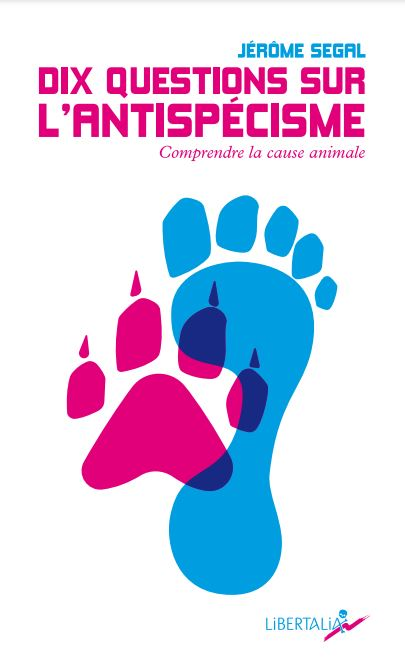 JÉRÔME SEGAL
DIX QUESTIONS SUR
L'ANTISPÉCISME
Comprendre la cause animale
LiBERTALiA